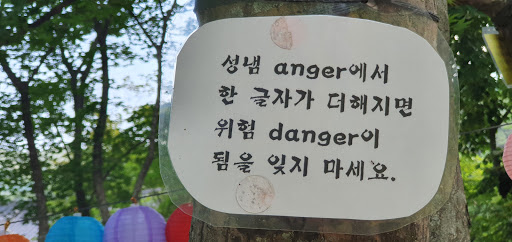 성냄 anger에서
한 글자가 더해지면
위험 danger이
됨을 잊지 마세요.